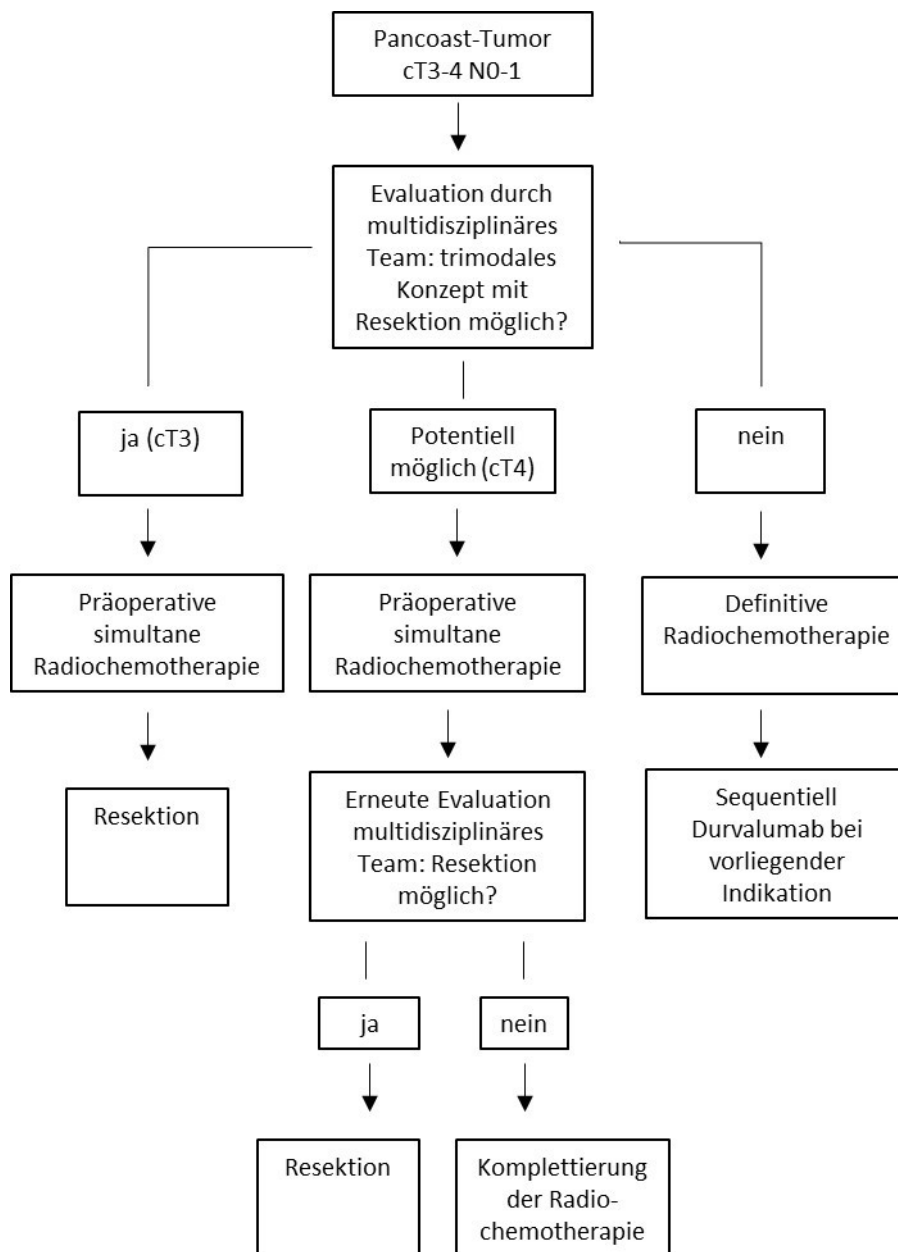 Pancoast-Tumor
cT3-4 N0-1
Evaluation durch
multidisziplinäres
Team: trimodales
Konzept mit
Resektion möglich?
ja (cT3)
Potentiell
möglich (cT4)
nein
Präoperative
simultane
Radiochemotherapie
Präoperative
simultane
Radiochemotherapie
Definitive
Radiochemotherapie
Resektion
Erneute Evaluation
multidisziplinäres
Team: Resektion
möglich?
Sequentiell
Durvalumab bei
vorliegender
Indikation
ja
nein
Resektion
Komplettierung
der Radio-
chemotherapie